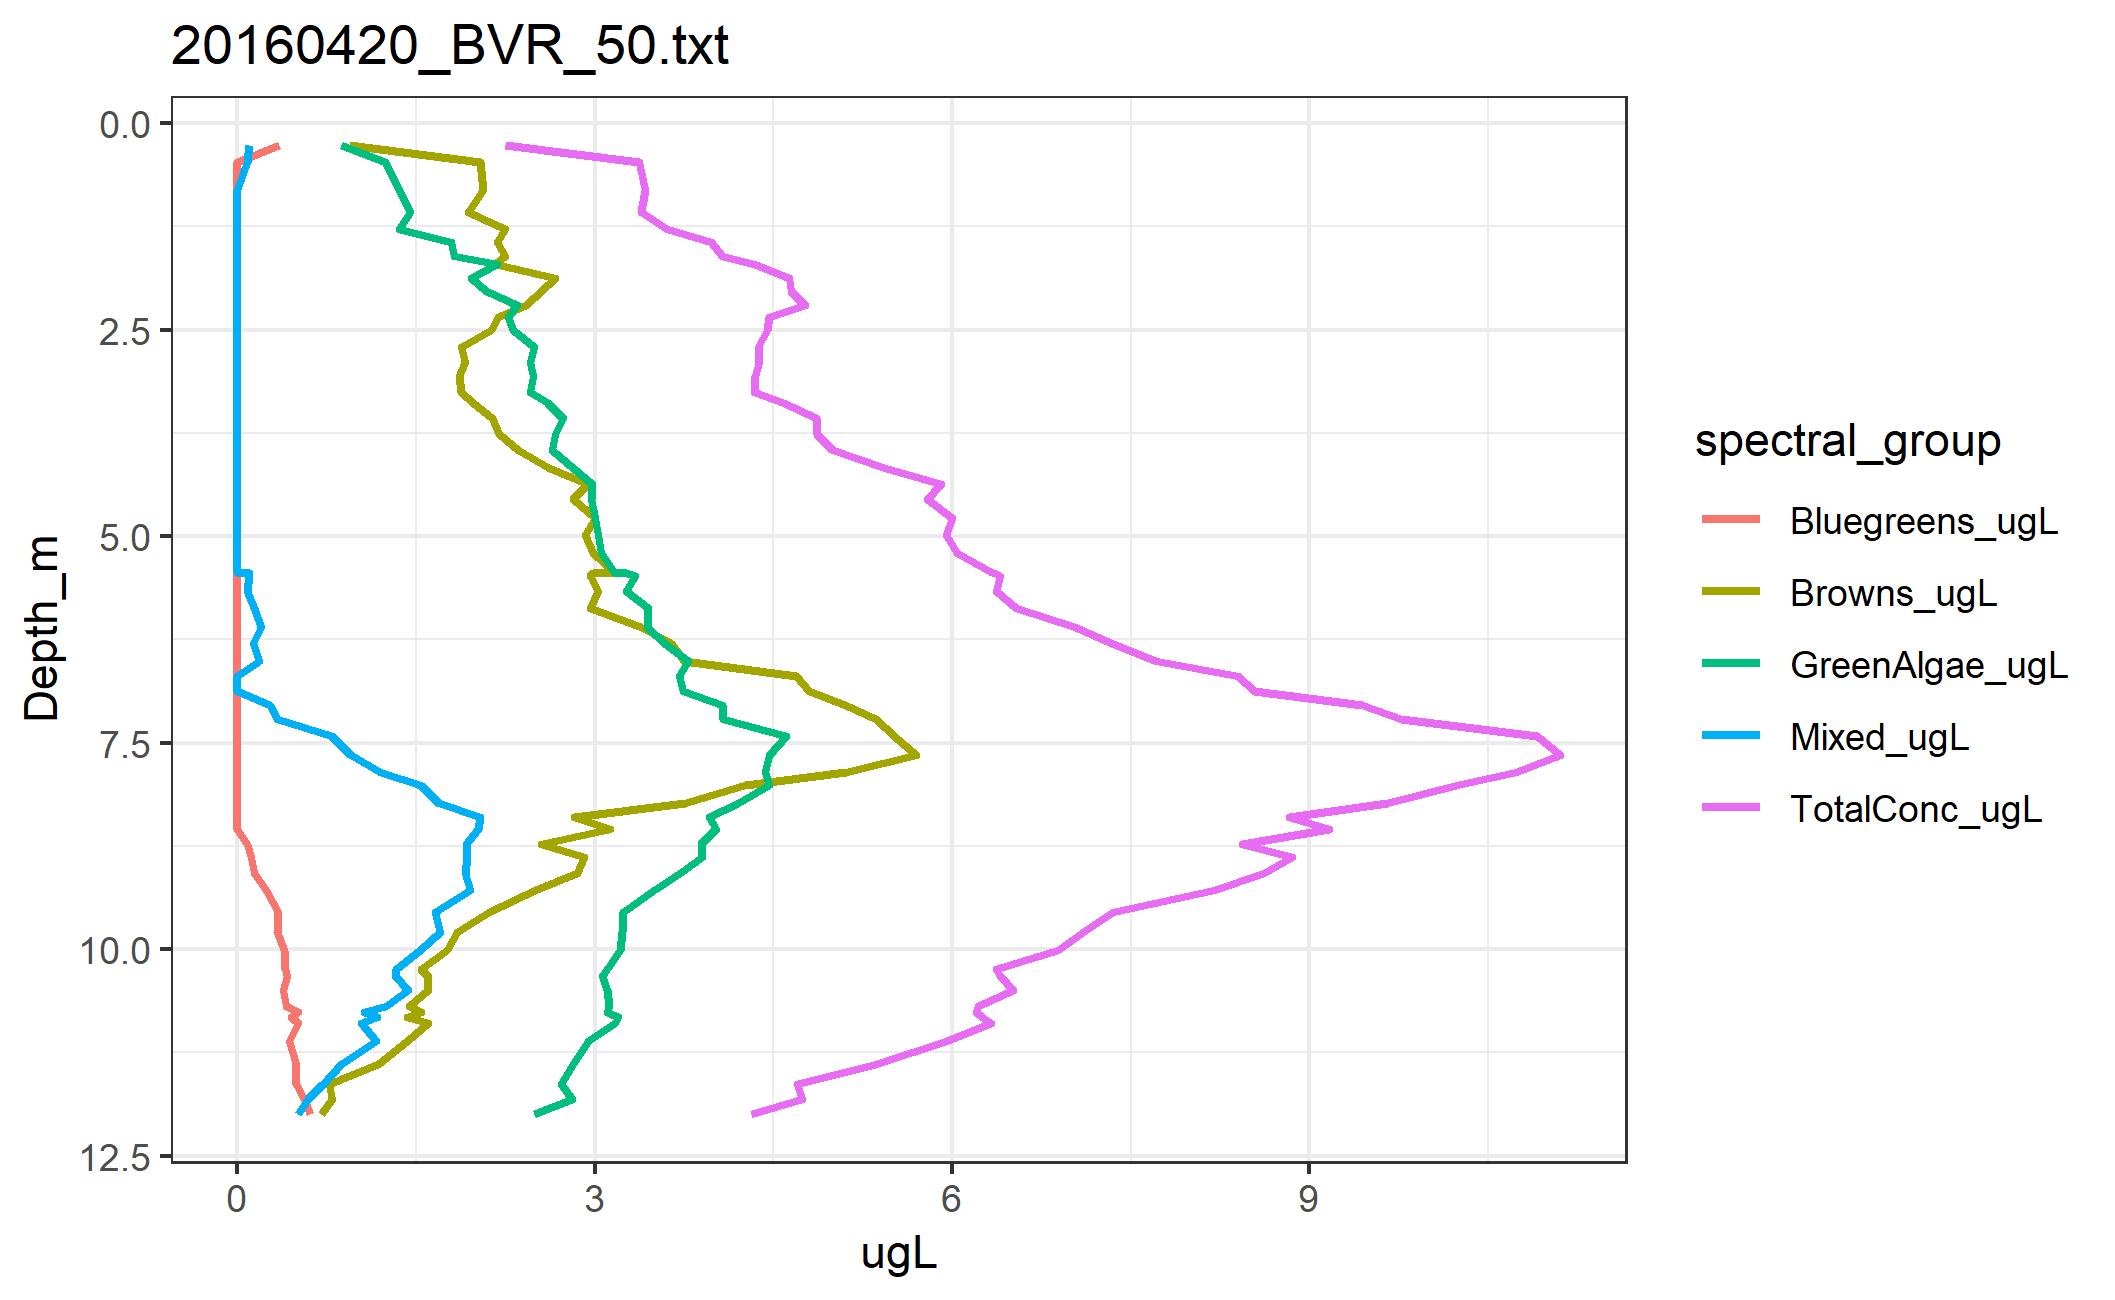 20160420_BVR_50.txt
0.0
2.5
5.0
7.5
10.0
12.5
Depth_m
0 3 6 9
ugL
spectral_group
Bluegreens_ugL
Browns_ugL
GreenAlgae_ugL
Mixed_ugL
TotalConc_ugL